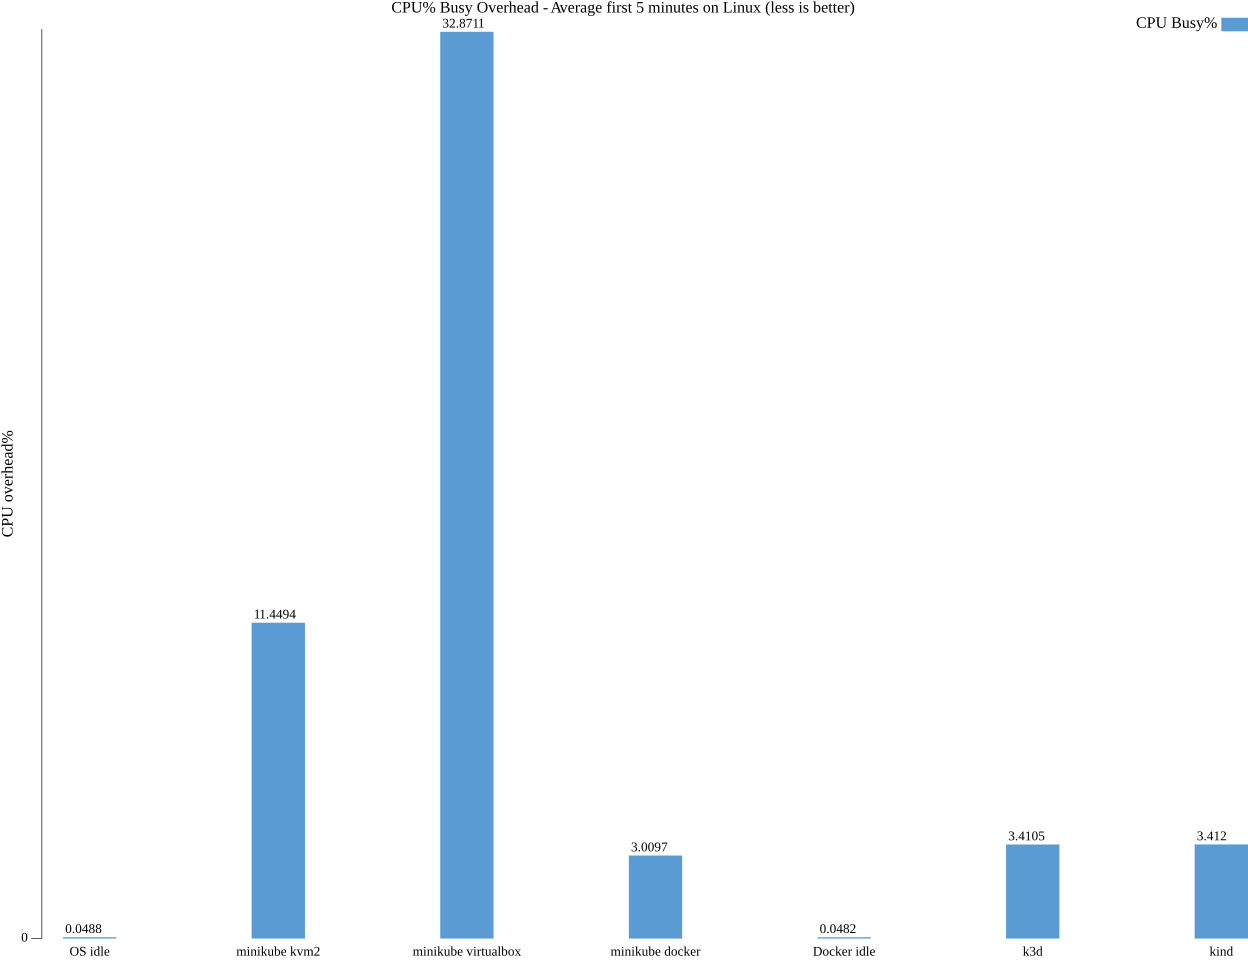 CPU% Busy Overhead - Average first 5 minutes on Linux (less is better)
CPU Busy%
32.8711
11.4494
3.0097
3.4105
3.412
0.0488
0.0482
CPU overhead%
0
OS idle
minikube kvm2
minikube virtualbox
minikube docker
Docker idle
k3d
kind